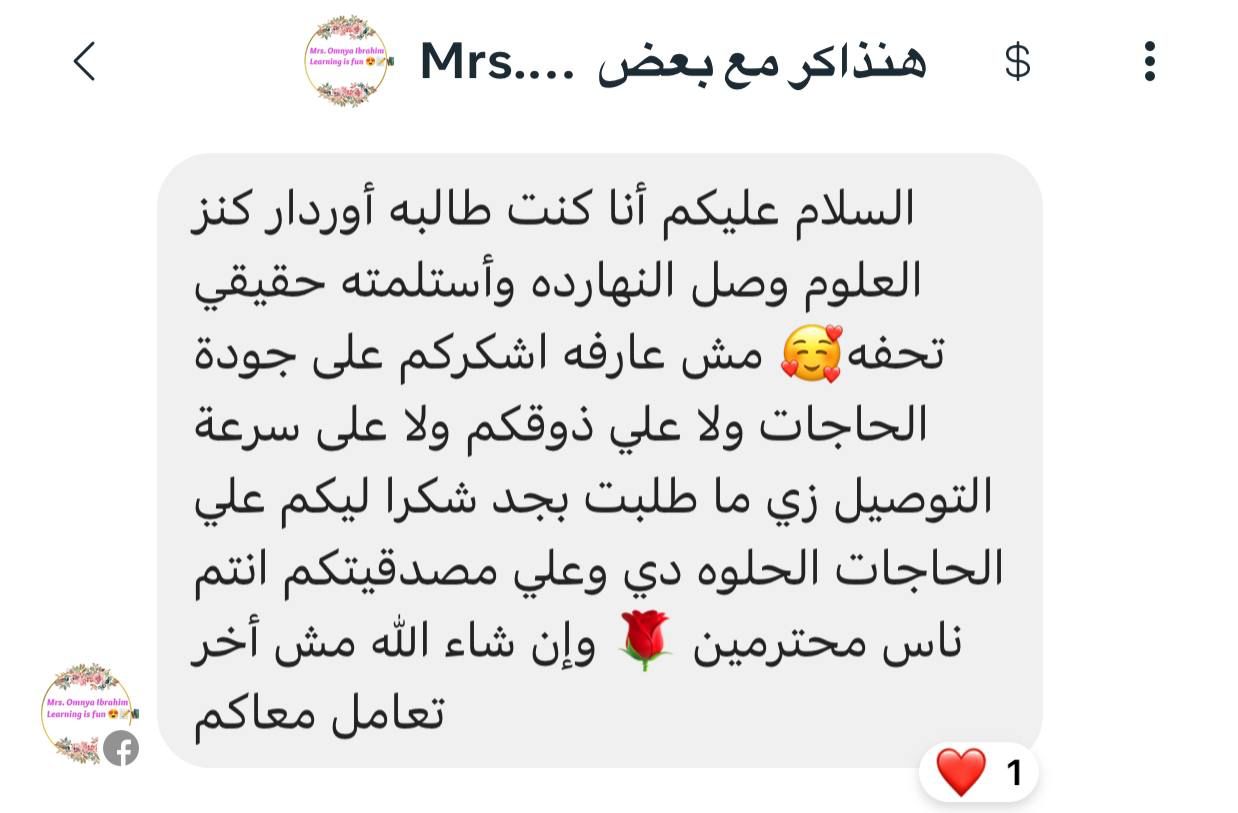 هنذاكر مع بعض Mrs....
$
Mrs. Omnya Ibrahim
Learning is fun 😍
السلام عليكم أنا كنت طالبه أوردار كنز
العلوم وصل النهارده وأستلمته حقيقي
تحفه🥰 مش عارفه اشكركم على جودة
الحاجات ولا علي ذوقكم ولا على سرعة
التوصيل زي ما طلبت بجد شكرا ليكم علي
الحاجات الحلوه دي وعلي مصدقيتكم انتم
ناس محترمين 🌹 وإن شاء الله مش أخر
تعامل معاكم
Mrs. Omnya Ibrahim
Learning is fun 😍
❤️ 1